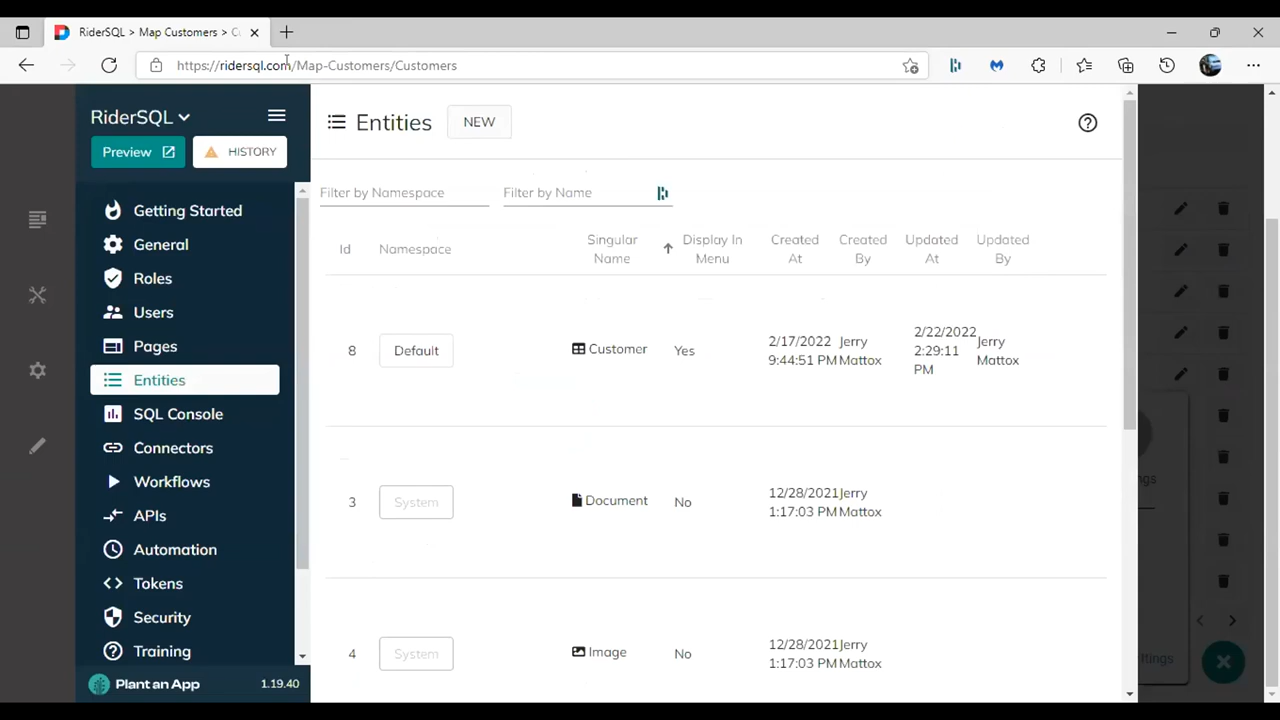 RiderSQL > Map Customers > Cu
https://ridersql.com/Map-Customers/Customers
RiderSQL
Preview
HISTORY
Getting Started
General
Roles
Users
Pages
Entities
SQL Console
Connectors
Workflows
APIs
Automation
Tokens
Security
Training
Plant an App
1.19.40
Entities
NEW
Filter by Namespace
Filter by Name
Id
Namespace
Singular Name
Display In Menu
Created At
Created By
Updated At
Updated By
8
Default
Customer
Yes
2/17/2022 9:44:51 PM
Jerry Mattox
2/22/2022 2:29:11 PM
Jerry Mattox
3
System
Document
No
12/28/2021 1:17:03 PM
Jerry Mattox
4
System
Image
No
12/28/2021 1:17:03 PM
Jerry Mattox
ngs
ttings